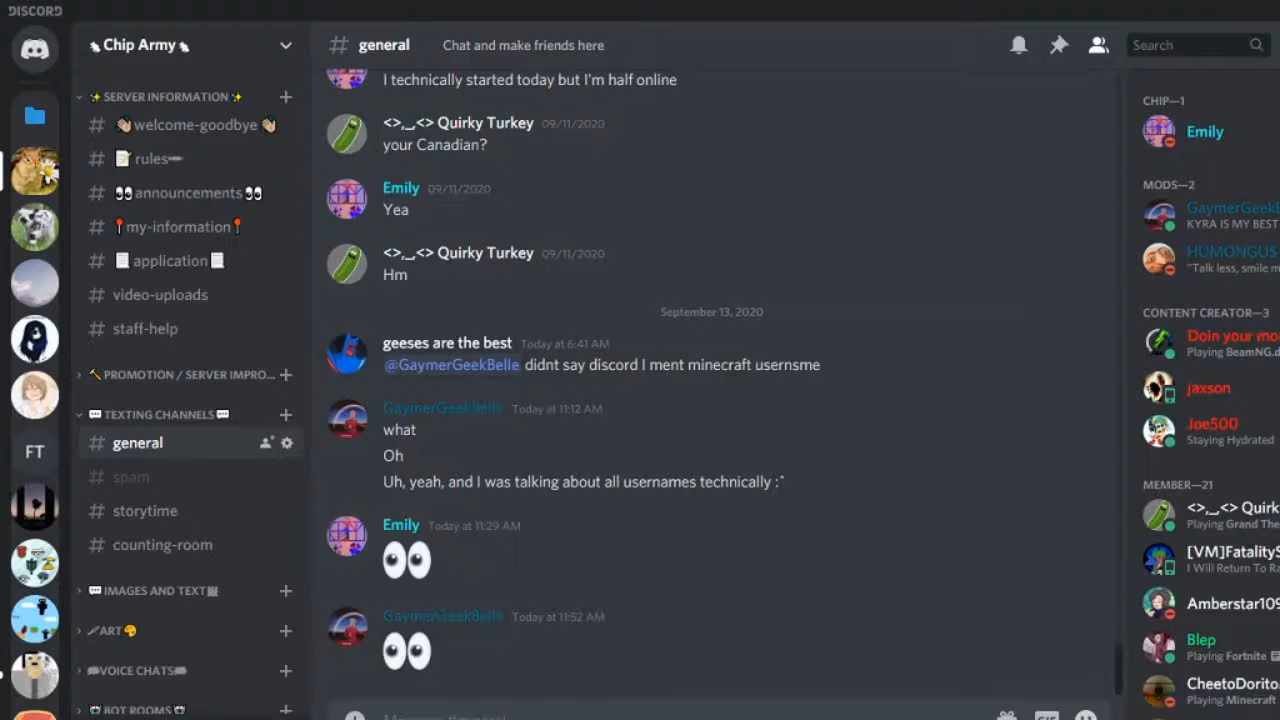 DISCORD
Chip Army
SERVER INFORMATION
welcome-goodbye
rules
announcements
my-information
application
video-uploads
staff-help
PROMOTION / SERVER IMPRO...
TEXTING CHANNELS
general
spam
storytime
counting-room
IMAGES AND TEXT
ART
VOICE CHATS
BOT ROOMS
FT
# general Chat and make friends here
Search
I technically started today but I'm half online
<>,_,<> Quirky Turkey 09/11/2020
your Canadian?
Emily 09/11/2020
Yea
<>,_,<> Quirky Turkey 09/11/2020
Hm
September 13, 2020
geeses are the best Today at 6:41 AM
@GaymerGeekBelle didnt say discord I ment minecraft usernsme
GaymerGeekBelle Today at 11:12 AM
what
Oh
Uh, yeah, and I was talking about all usernames technically :"
Emily Today at 11:29 AM
👀
GaymerGeekBelle Today at 11:52 AM
👀
GIF
CHIP—1
Emily
MODS—2
GaymerGeekB
KYRA IS MY BEST
HUMONGUS
"Talk less, smile m
CONTENT CREATOR—3
Doin your mo
Playing BeamNG.d
jaxson
Joe500
Staying Hydrated
MEMBER—21
<>,_,<> Quirk
Playing Grand The
[VM]FatalityS
I Will Return To Ra
Amberstar109
Blep
Playing Fortnite
CheetoDorito
Playing Minecraft